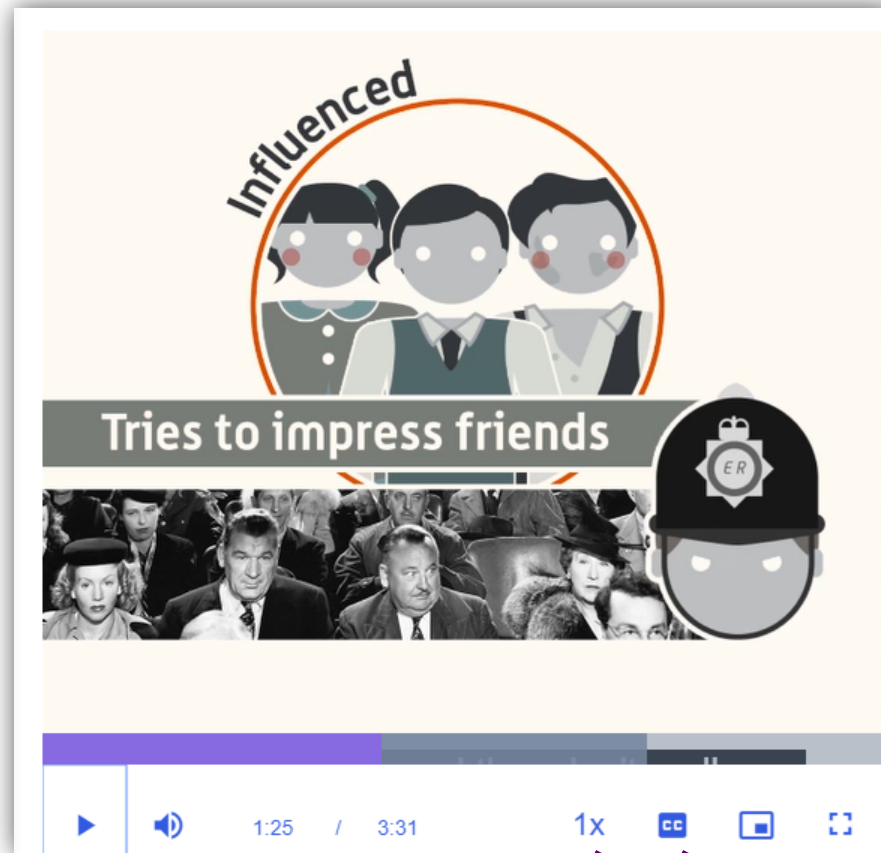 Influenced
Tries to impress friends
ER
1:25 / 3:31
1x
CC